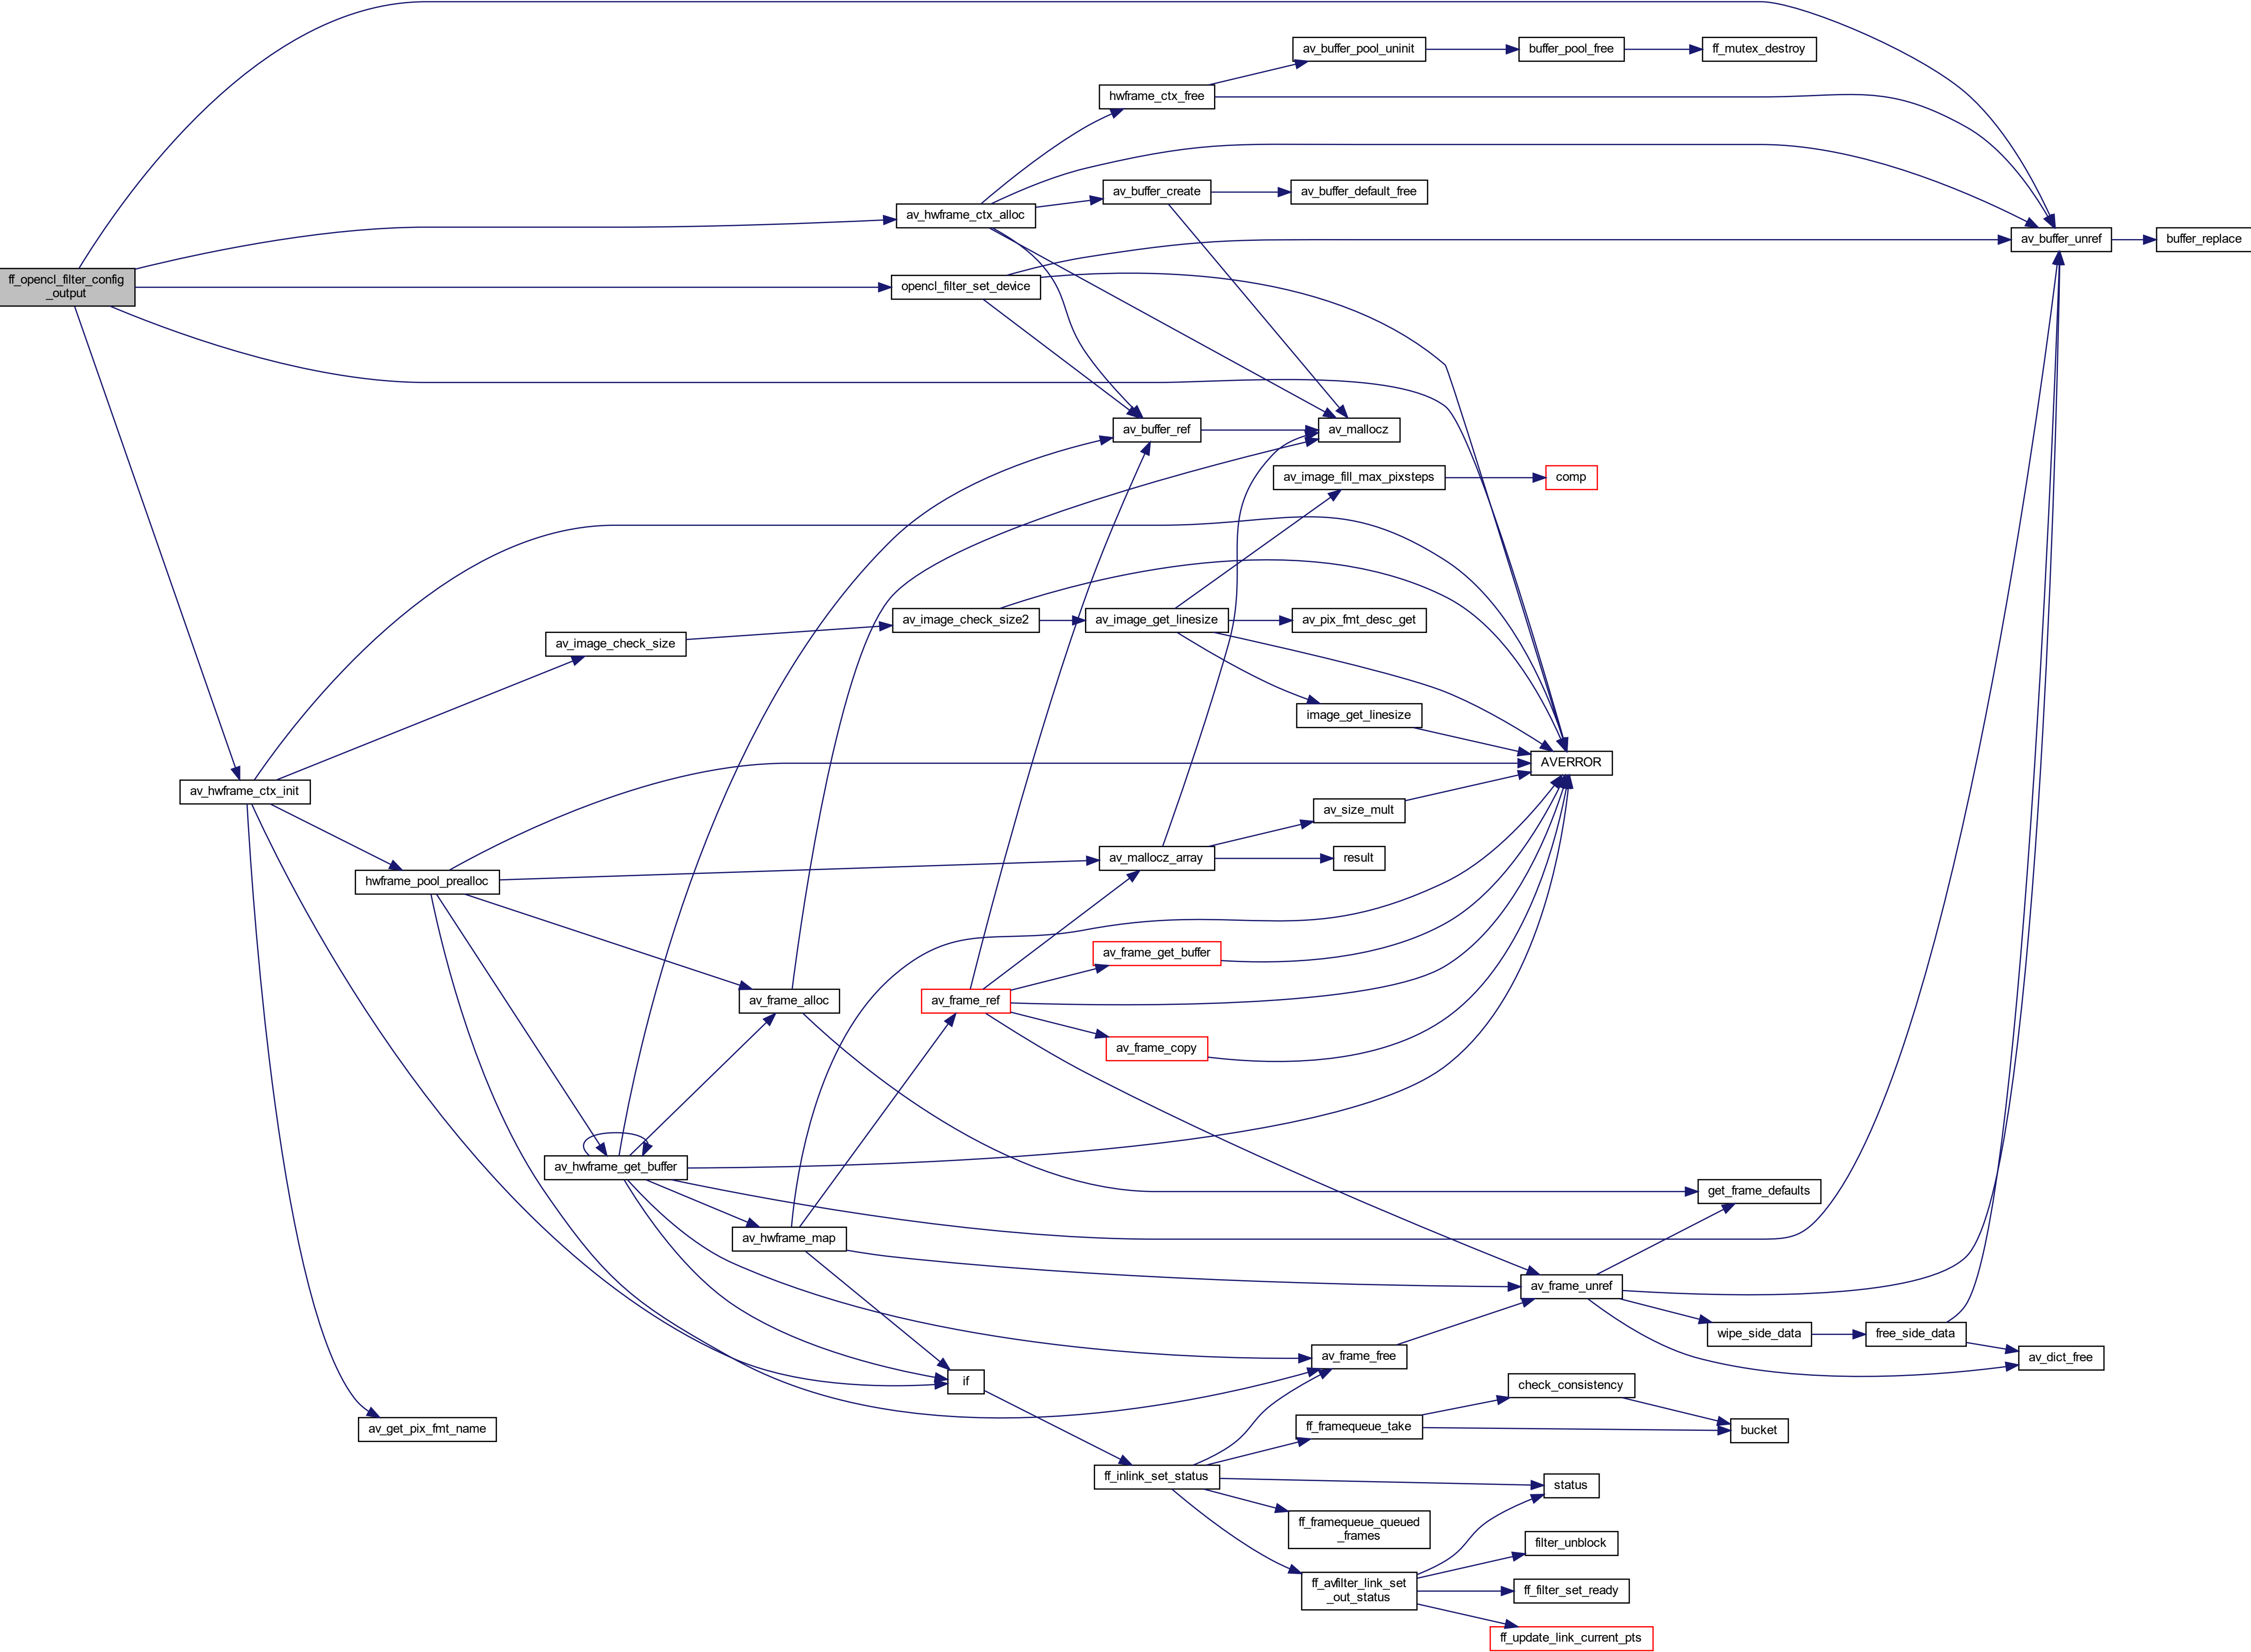 av_buffer_pool_uninit
buffer_pool_free
ff_mutex_destroy
hwframe_ctx_free
av_buffer_create
av_buffer_default_free
av_hwframe_ctx_alloc
av_buffer_unref
buffer_replace
ff_opencl_filter_config
_output
opencl_filter_set_device
av_buffer_ref
av_mallocz
av_image_fill_max_pixsteps
comp
av_image_check_size
av_image_check_size2
av_image_get_linesize
av_pix_fmt_desc_get
image_get_linesize
AVERROR
av_hwframe_ctx_init
av_size_mult
hwframe_pool_prealloc
av_mallocz_array
result
av_frame_get_buffer
av_frame_alloc
av_frame_ref
av_frame_copy
av_hwframe_get_buffer
get_frame_defaults
av_hwframe_map
av_frame_unref
wipe_side_data
free_side_data
av_frame_free
av_dict_free
if
check_consistency
av_get_pix_fmt_name
ff_framequeue_take
bucket
ff_inlink_set_status
status
ff_framequeue_queued
_frames
filter_unblock
ff_avfilter_link_set
_out_status
ff_filter_set_ready
ff_update_link_current_pts